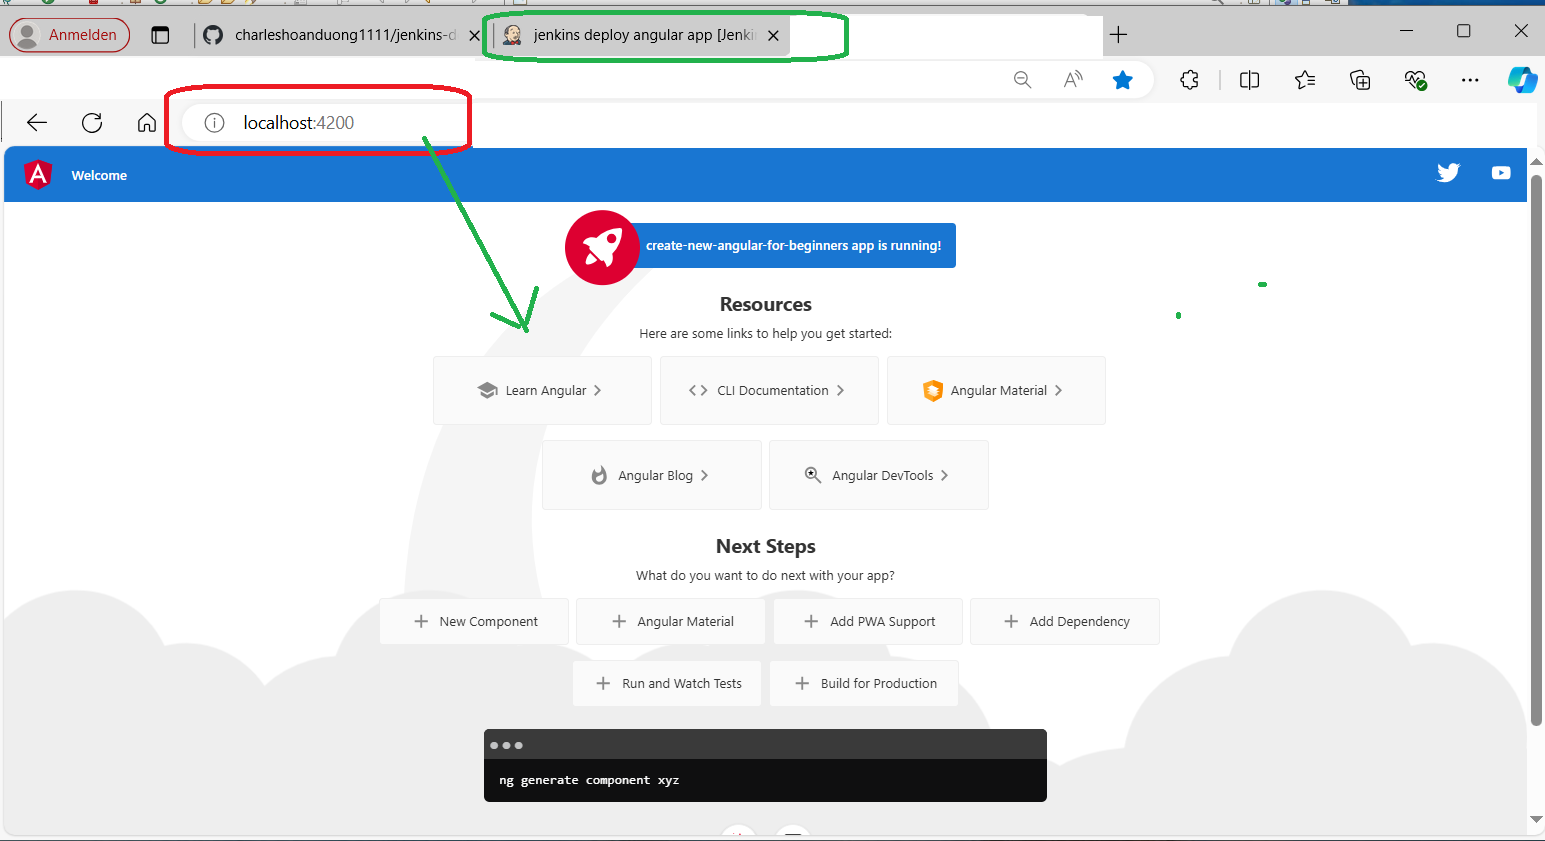 Anmelden
charleshoanduong1111/jenkins-d
jenkins deploy angular app [Jenki
localhost:4200
Welcome
create-new-angular-for-beginners app is running!
Resources
Here are some links to help you get started:
Learn Angular
CLI Documentation
Angular Material
Angular Blog
Angular DevTools
Next Steps
What do you want to do next with your app?
New Component
Angular Material
Add PWA Support
Add Dependency
Run and Watch Tests
Build for Production
ng generate component xyz